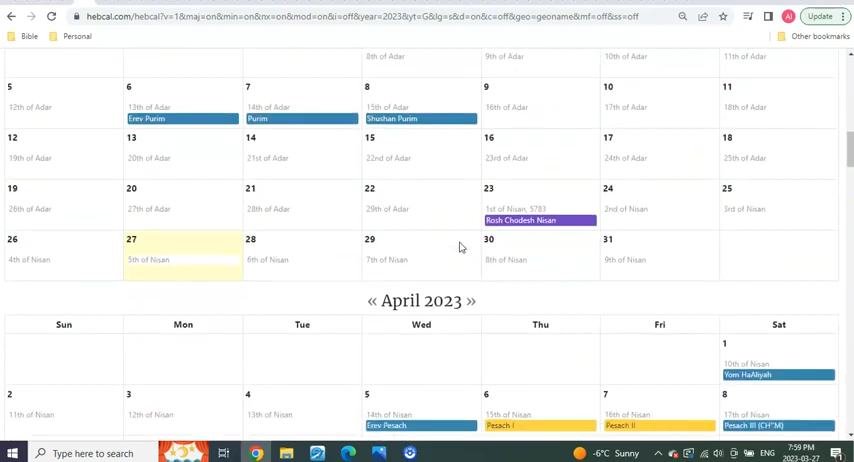 hebcal.com/hebcal?v=1&maj=on&min=on&nx=on&mod=on&i=off&year=2023&yt=G&lg=s&d=on&c=off&geo=geoname&mf=off&ss=off
AI
Update
Bible
Personal
Other bookmarks
8th of Adar 9th of Adar 10th of Adar 11th of Adar
5 6 7 8 9 10 11
12th of Adar 13th of Adar 14th of Adar 15th of Adar 16th of Adar 17th of Adar 18th of Adar
Erev Purim Purim Shushan Purim
12 13 14 15 16 17 18
19th of Adar 20th of Adar 21st of Adar 22nd of Adar 23rd of Adar 24th of Adar 25th of Adar
19 20 21 22 23 24 25
26th of Adar 27th of Adar 28th of Adar 29th of Adar 1st of Nisan, 5783 2nd of Nisan 3rd of Nisan
Rosh Chodesh Nisan
26 27 28 29 30 31
4th of Nisan 5th of Nisan 6th of Nisan 7th of Nisan 8th of Nisan 9th of Nisan
« April 2023 »
Sun Mon Tue Wed Thu Fri Sat
1
10th of Nisan
Yom HaAliyah
2 3 4 5 6 7 8
11th of Nisan 12th of Nisan 13th of Nisan 14th of Nisan 15th of Nisan 16th of Nisan 17th of Nisan
Erev Pesach Pesach I Pesach II Pesach III (CH"M)
Type here to search
-6°C Sunny
ENG
7:59 PM
2023-03-27